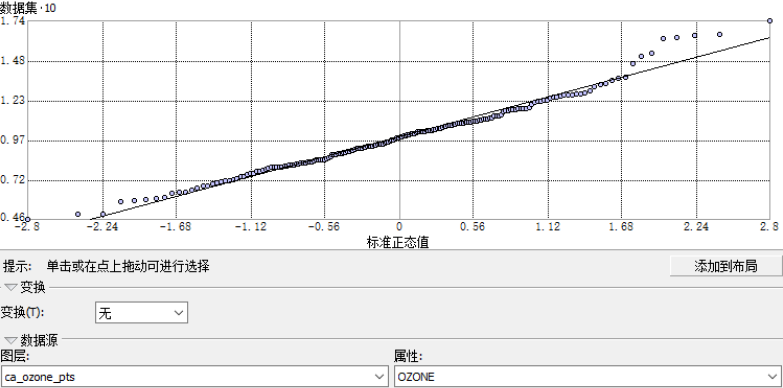 数据集·10
1.74
1.48
1.23
0.97
0.72
0.46
-2.8 -2.24 -1.68 -1.12 -0.56 0 0.56 1.12 1.68 2.24 2.8
标准正态值
提示: 单击或在点上拖动可进行选择 添加到布局
变换
变换(T): 无
数据源
图层: 属性:
ca_ozone_pts OZONE